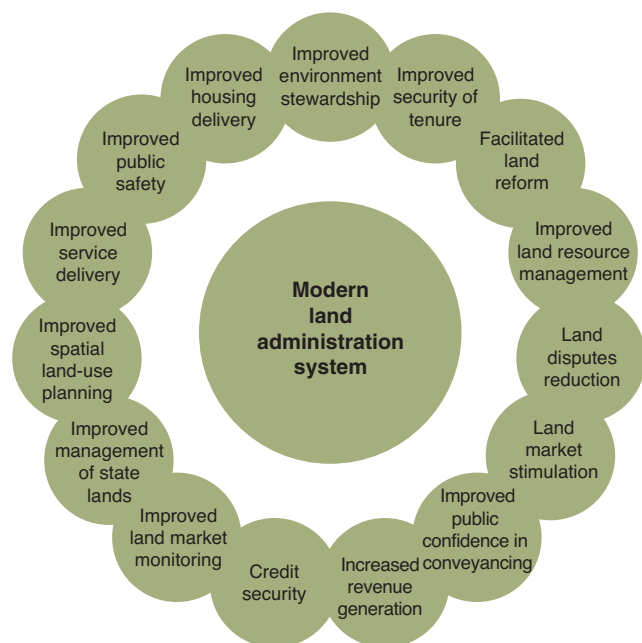 Improved
environment
stewardship
Improved
security of
tenure
Facilitated
land
reform
Improved
land resource
management
Land
disputes
reduction
Land
market
stimulation
Improved
public
confidence in
conveyancing
Increased
revenue
generation
Credit
security
Improved
land market
monitoring
Improved
management
of state
lands
Improved
spatial
land-use
planning
Improved
service
delivery
Improved
public
safety
Improved
housing
delivery
Modern
land
administration
system